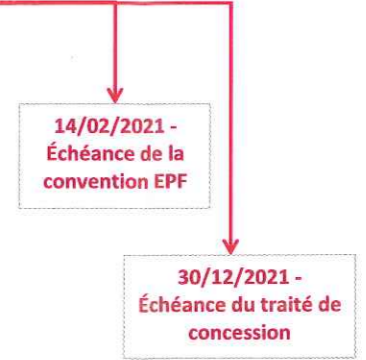 14/02/2021 -
Échéance de la
convention EPF
30/12/2021 -
Échéance du traité de
concession